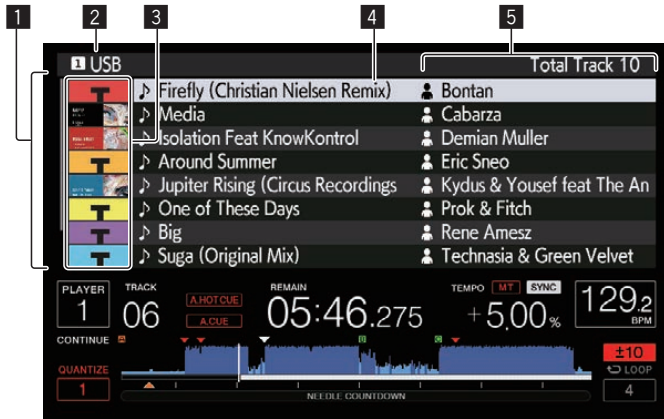 1 2 3 4 5
1 USB Total Track 10
Firefly (Christian Nielsen Remix) Bontan
Media Cabarza
Isolation Feat KnowKontrol Demian Muller
Around Summer Eric Sneo
Jupiter Rising (Circus Recordings Kydus & Yousef feat The An
One of These Days Prok & Fitch
Big Rene Amesz
Suga (Original Mix) Technasia & Green Velvet
PLAYER TRACK REMAIN TEMPO MT SYNC
1 06 A.HOT CUE 05:46.275 +5.00% 129.2
A.CUE BPM
CONTINUE A D C
±10
QUANTIZE LOOP
1 NEEDLE COUNTDOWN 4